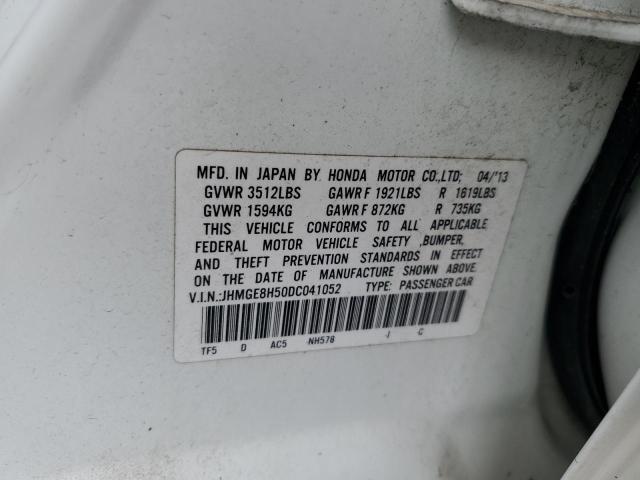 MFD. IN JAPAN BY HONDA MOTOR CO.,LTD; 04/'13
GVWR 3512LBS GAWR F 1921LBS R 1619LBS
GVWR 1594KG GAWR F 872KG R 735KG
THIS VEHICLE CONFORMS TO ALL APPLICABLE
FEDERAL MOTOR VEHICLE SAFETY ,BUMPER,
AND THEFT PREVENTION STANDARDS IN EFFECT
ON THE DATE OF MANUFACTURE SHOWN ABOVE.
V.I.N.:JHMGE8H50DC041052 TYPE: PASSENGER CAR
TF5 D AC5 NH578 -I G